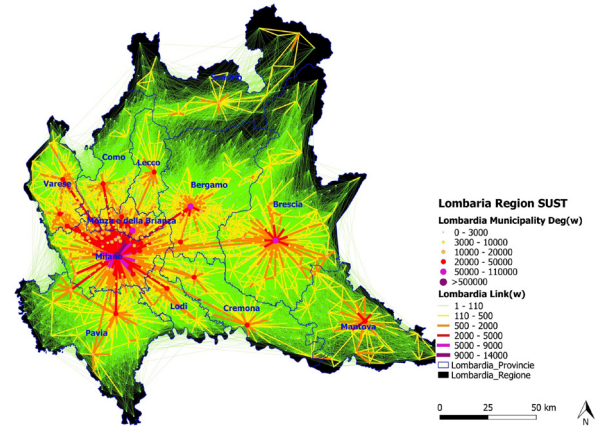 Sondrio
Como
Lecco
Varese
Bergamo
Brescia
Monza e della Brianza
Milano
Lodi
Cremona
Pavia
Mantova
Lombaria Region SUST
Lombardia Municipality Deg(w)
0 - 3000
3000 - 10000
10000 - 20000
20000 - 50000
50000 - 110000
>500000
Lombardia Link(w)
1 - 110
110 - 500
500 - 2000
2000 - 5000
5000 - 9000
9000 - 14000
Lombardia_Provincie
Lombardia_Regione
0 25 50 km
N